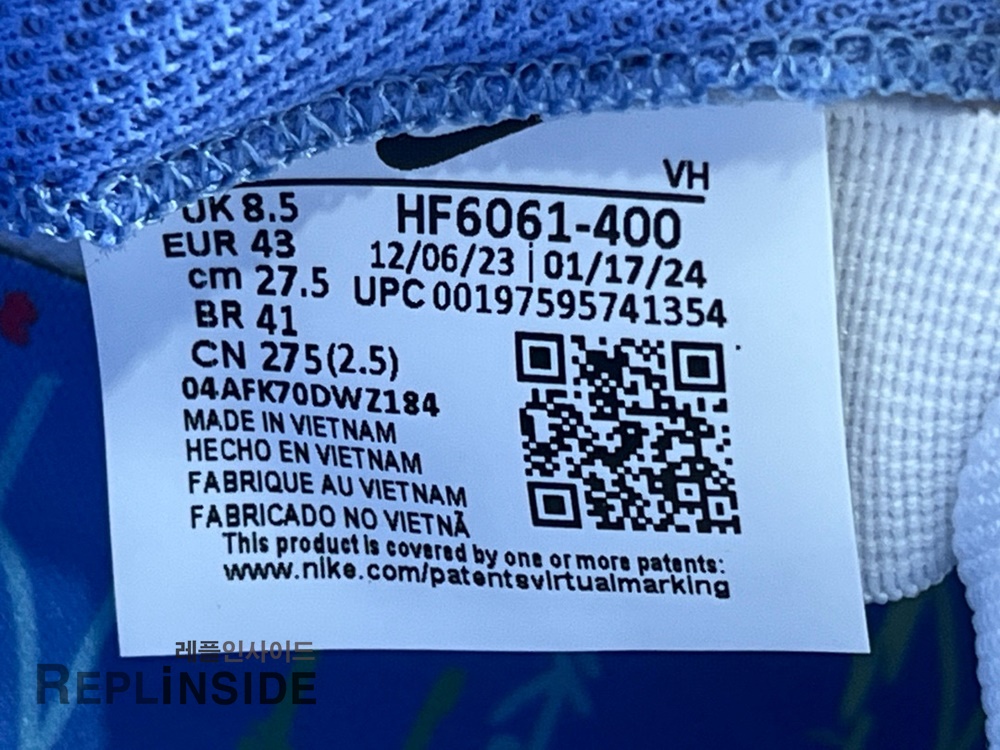 VH
UK 8.5
HF6061-400
EUR 43
12/06/23 | 01/17/24
cm 27.5
UPC 00197595741354
BR 41
CN 275(2.5)
04AFK70DWZ184
MADE IN VIETNAM
HECHO EN VIETNAM
FABRIQUE AU VIETNAM
FABRICADO NO VIETNÃ
This product is covered by one or more patents:
www.nike.com/patentsvirtualmarking
레플인사이드
REPLiNSIDE